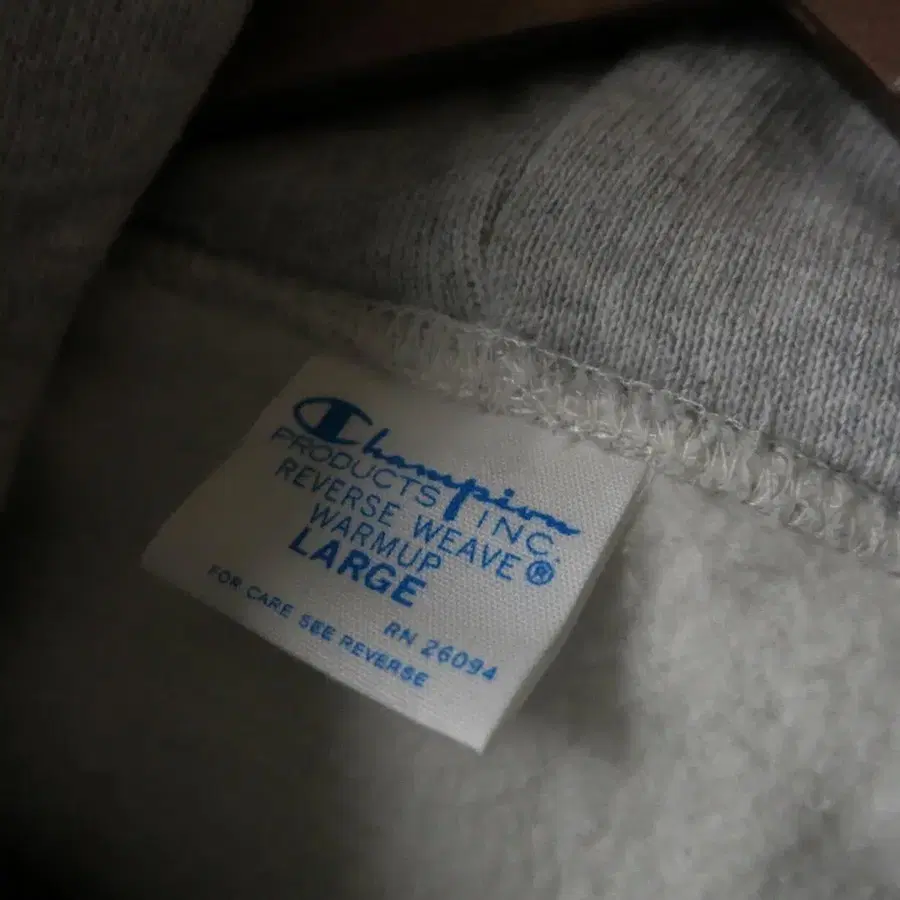 Champion
PRODUCTS INC.
REVERSE WEAVE®
WARMUP
LARGE
RN 26094
FOR CARE SEE REVERSE